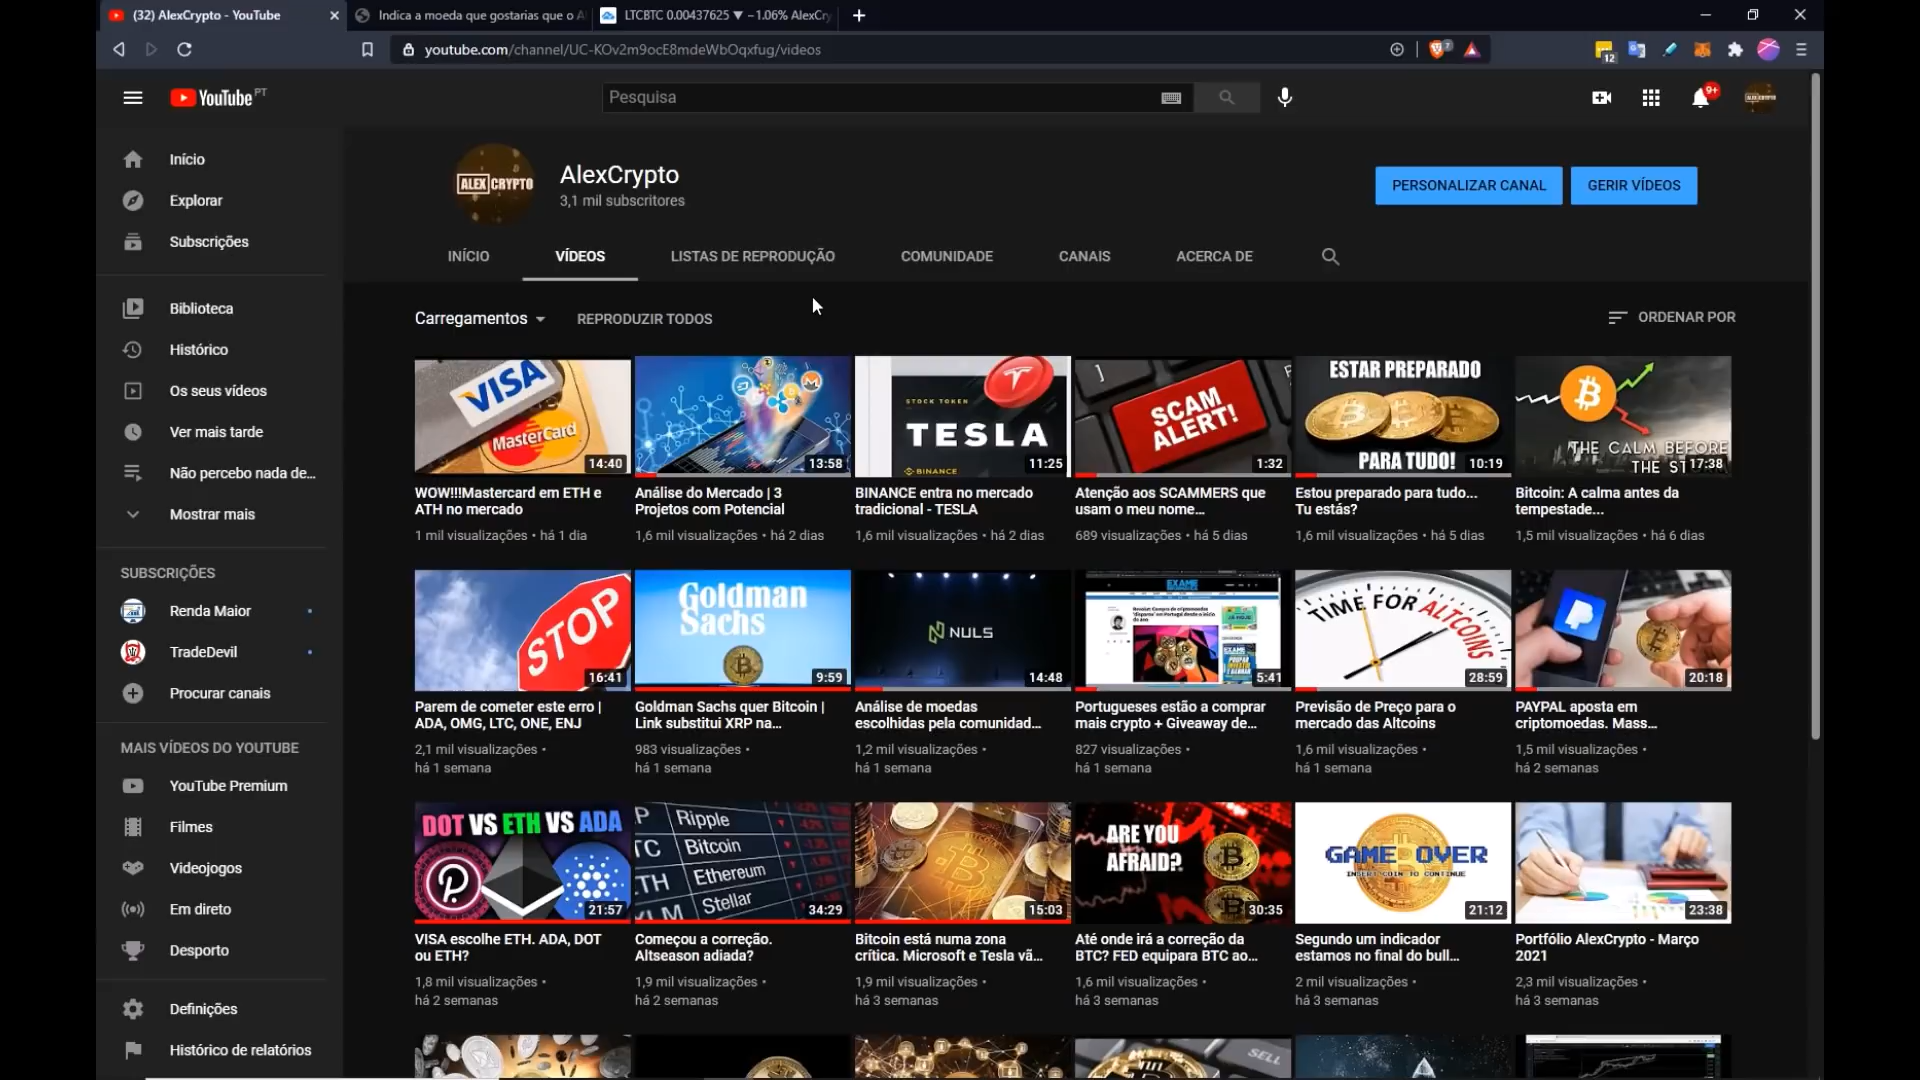 (32) AlexCrypto - YouTube
Indica a moeda que gostarias que o A
LTCBTC 0.00437625 ▼ −1.06% AlexCry
youtube.com/channel/UC-KOv2m9ocE8mdeWbOqxfug/videos
12
YouTube PT
Pesquisa
9+
ALEX CRYPTO
AlexCrypto
3,1 mil subscritores
PERSONALIZAR CANAL
GERIR VÍDEOS
INÍCIO
VÍDEOS
LISTAS DE REPRODUÇÃO
COMUNIDADE
CANAIS
ACERCA DE
Início
Explorar
Subscrições
Biblioteca
Histórico
Os seus vídeos
Ver mais tarde
Não percebo nada de...
Mostrar mais
SUBSCRIÇÕES
Renda Maior
TradeDevil
Procurar canais
MAIS VÍDEOS DO YOUTUBE
YouTube Premium
Filmes
Videojogos
Em direto
Desporto
Definições
Histórico de relatórios
Carregamentos
REPRODUZIR TODOS
ORDENAR POR
VISA
MasterCard
14:40
WOW!!!Mastercard em ETH e
ATH no mercado
1 mil visualizações • há 1 dia
13:58
Análise do Mercado | 3
Projetos com Potencial
1,6 mil visualizações • há 2 dias
STOCK TOKEN
TESLA
BINANCE
11:25
BINANCE entra no mercado
tradicional - TESLA
1,6 mil visualizações • há 2 dias
SCAM
ALERT!
1:32
Atenção aos SCAMMERS que
usam o meu nome...
689 visualizações • há 5 dias
ESTAR PREPARADO
PARA TUDO!
10:19
Estou preparado para tudo...
Tu estás?
1,6 mil visualizações • há 5 dias
THE CALM BEFORE
THE ST
17:38
Bitcoin: A calma antes da
tempestade...
1,5 mil visualizações • há 6 dias
STOP
16:41
Parem de cometer este erro |
ADA, OMG, LTC, ONE, ENJ
2,1 mil visualizações •
há 1 semana
Goldman
Sachs
9:59
Goldman Sachs quer Bitcoin |
Link substitui XRP na...
983 visualizações •
há 1 semana
NULS
14:48
Análise de moedas
escolhidas pela comunidad...
1,2 mil visualizações •
há 1 semana
EXAME
5:41
Portugueses estão a comprar
mais crypto + Giveaway de...
827 visualizações •
há 1 semana
TIME FOR ALTCOINS
28:59
Previsão de Preço para o
mercado das Altcoins
1,6 mil visualizações •
há 1 semana
20:18
PAYPAL aposta em
criptomoedas. Mass...
1,5 mil visualizações •
há 2 semanas
DOT VS ETH VS ADA
21:57
VISA escolhe ETH. ADA, DOT
ou ETH?
1,8 mil visualizações •
há 2 semanas
Ripple
Bitcoin
Ethereum
Stellar
34:29
Começou a correção.
Altseason adiada?
1,9 mil visualizações •
há 2 semanas
15:03
Bitcoin está numa zona
crítica. Microsoft e Tesla vã...
1,9 mil visualizações •
há 3 semanas
ARE YOU
AFRAID?
30:35
Até onde irá a correção da
BTC? FED equipara BTC ao...
1,6 mil visualizações •
há 3 semanas
GAME OVER
INSERT COIN TO CONTINUE
21:12
Segundo um indicador
estamos no final do bull...
2 mil visualizações •
há 3 semanas
23:38
Portfólio AlexCrypto - Março
2021
2,3 mil visualizações •
há 3 semanas
SELL